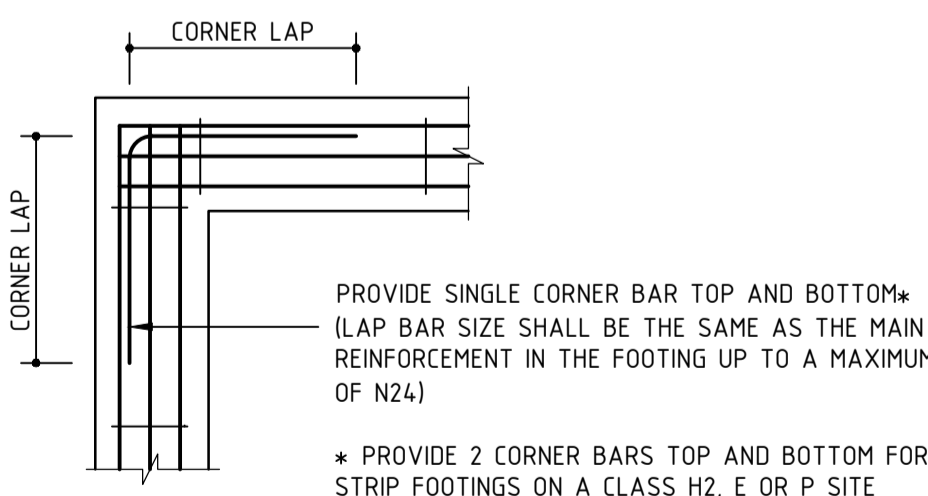 CORNER LAP
CORNER LAP
PROVIDE SINGLE CORNER BAR TOP AND BOTTOM*
(LAP BAR SIZE SHALL BE THE SAME AS THE MAIN
REINFORCEMENT IN THE FOOTING UP TO A MAXIMUM
OF N24)
* PROVIDE 2 CORNER BARS TOP AND BOTTOM FOR
STRIP FOOTINGS ON A CLASS H2, E OR P SITE